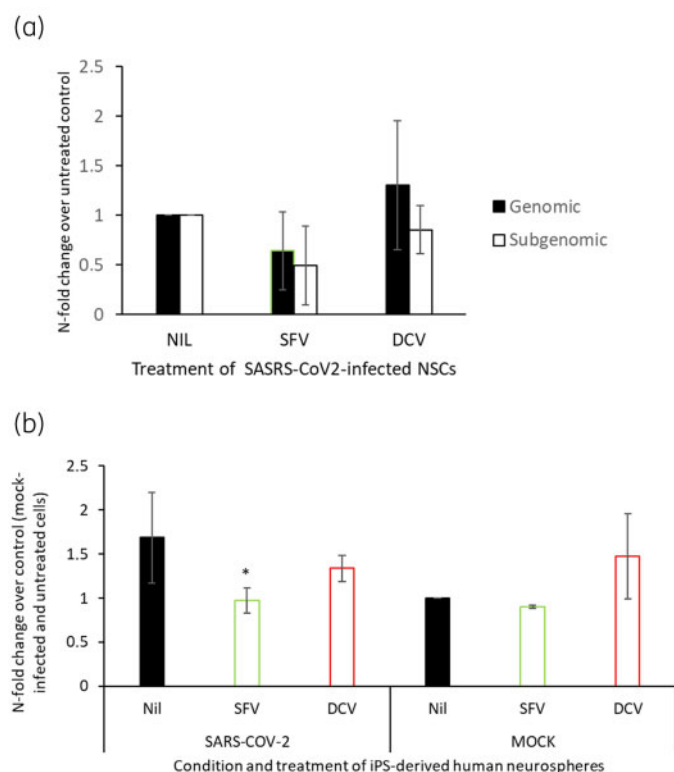 (a)
N-fold change over untreated control
2.5
2
1.5
1
0.5
0
NIL SFV DCV
Treatment of SASRS-CoV2-infected NSCs
Genomic
Subgenomic
(b)
N-fold change over control (mock-
infected and untreated cells)
2.5
2
1.5
1
0.5
0
*
Nil SFV DCV Nil SFV DCV
SARS-COV-2 MOCK
Condition and treatment of iPS-derived human neurospheres